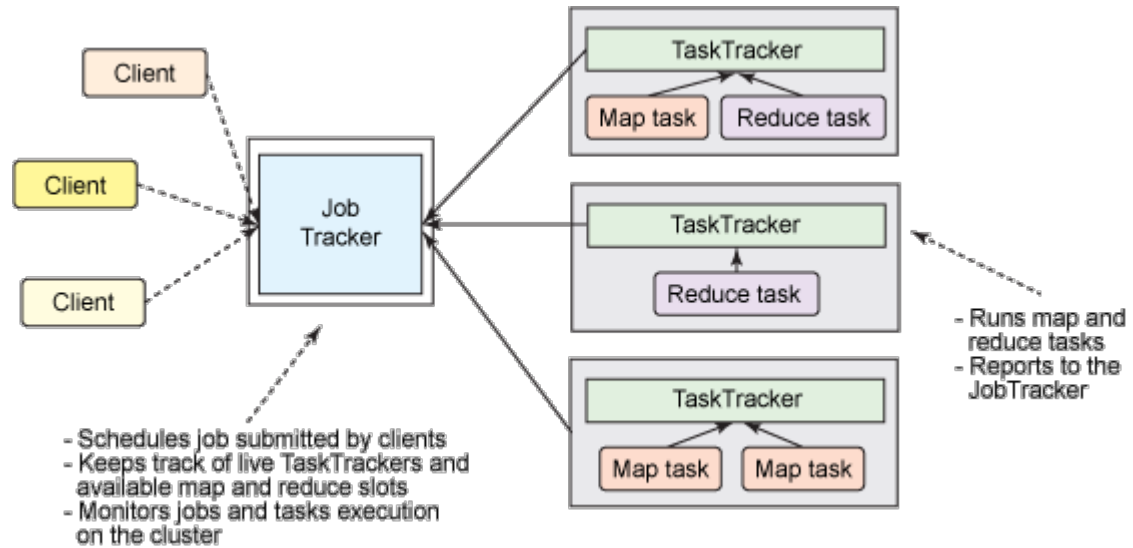 Client
Client
Client
Job
Tracker
- Schedules job submitted by clients
- Keeps track of live TaskTrackers and
available map and reduce slots
- Monitors jobs and tasks execution
on the cluster
TaskTracker
Map task
Reduce task
TaskTracker
Reduce task
TaskTracker
Map task
Map task
- Runs map and
reduce tasks
- Reports to the
JobTracker